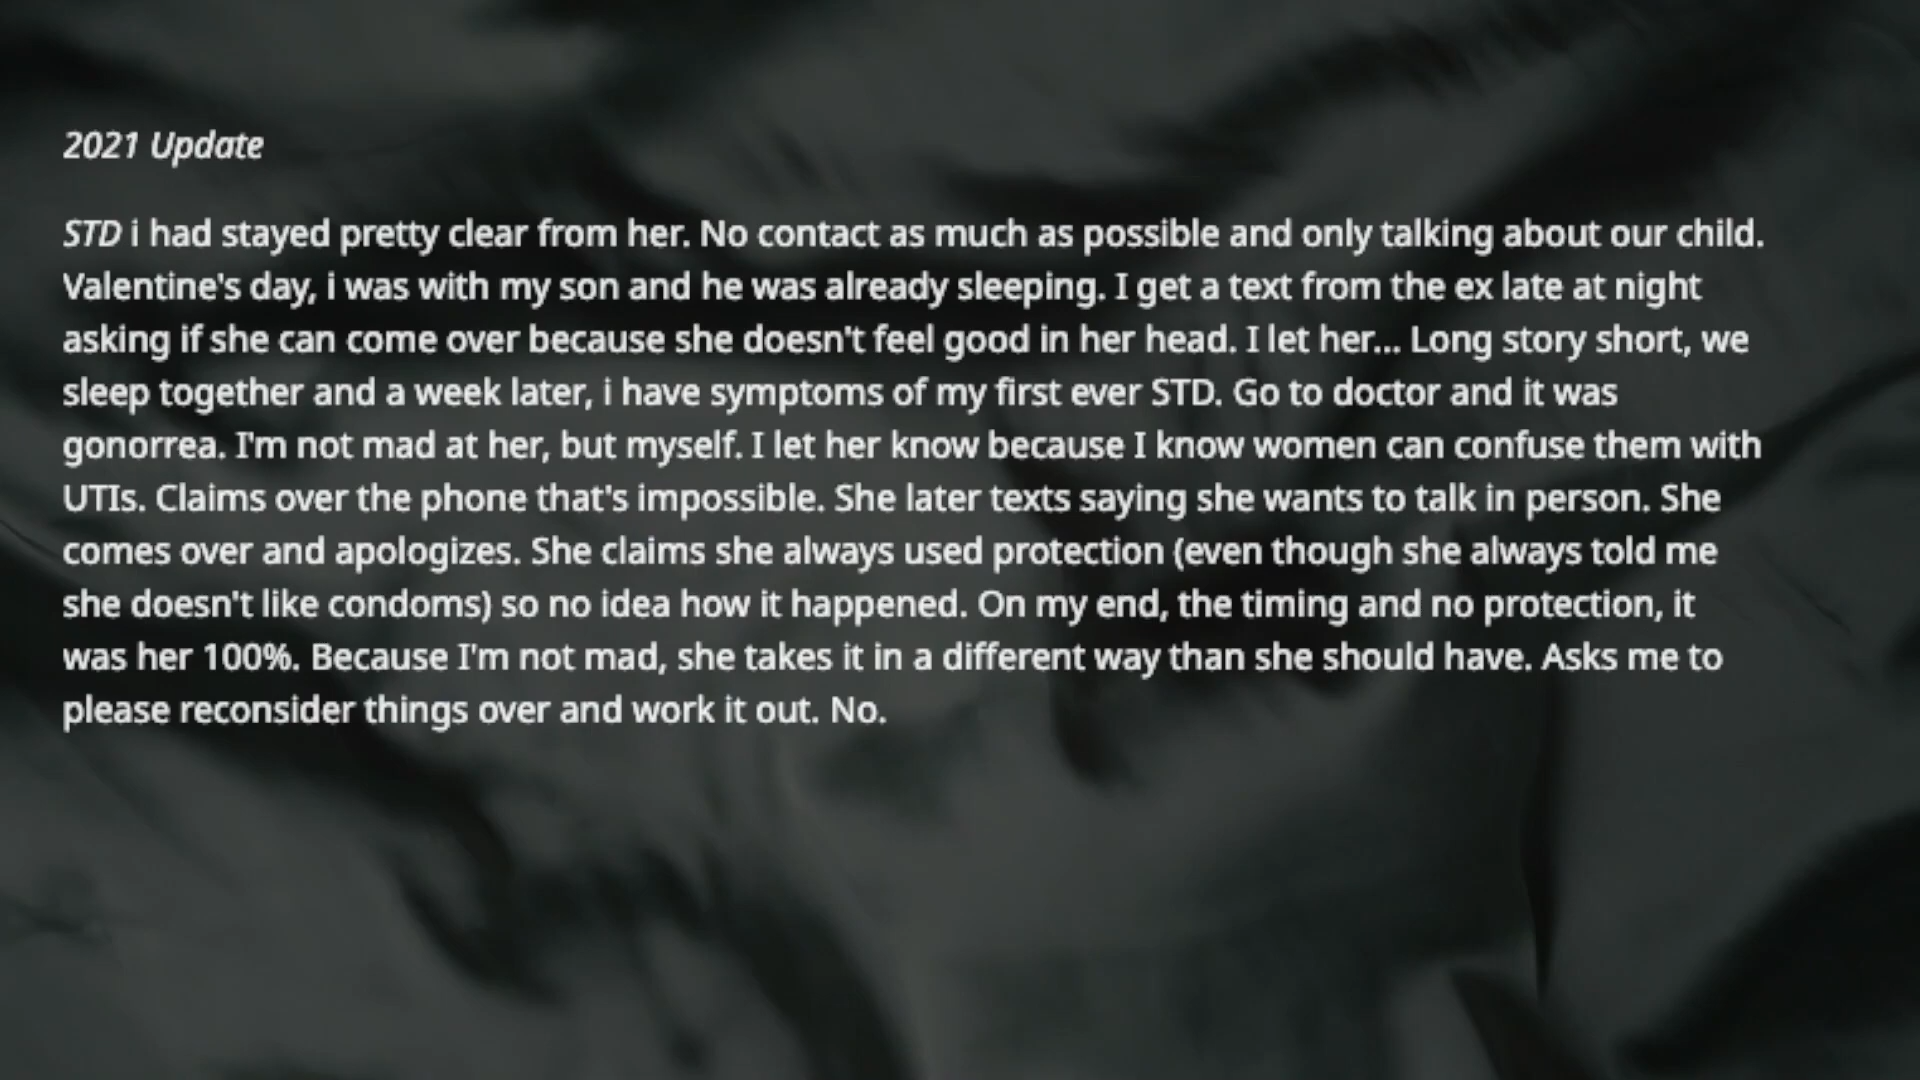 2021 Update
STD i had stayed pretty clear from her. No contact as much as possible and only talking about our child.
Valentine's day, i was with my son and he was already sleeping. I get a text from the ex late at night
asking if she can come over because she doesn't feel good in her head. I let her... Long story short, we
sleep together and a week later, i have symptoms of my first ever STD. Go to doctor and it was
gonorrea. I'm not mad at her, but myself. I let her know because I know women can confuse them with
UTIs. Claims over the phone that's impossible. She later texts saying she wants to talk in person. She
comes over and apologizes. She claims she always used protection (even though she always told me
she doesn't like condoms) so no idea how it happened. On my end, the timing and no protection, it
was her 100%. Because I'm not mad, she takes it in a different way than she should have. Asks me to
please reconsider things over and work it out. No.